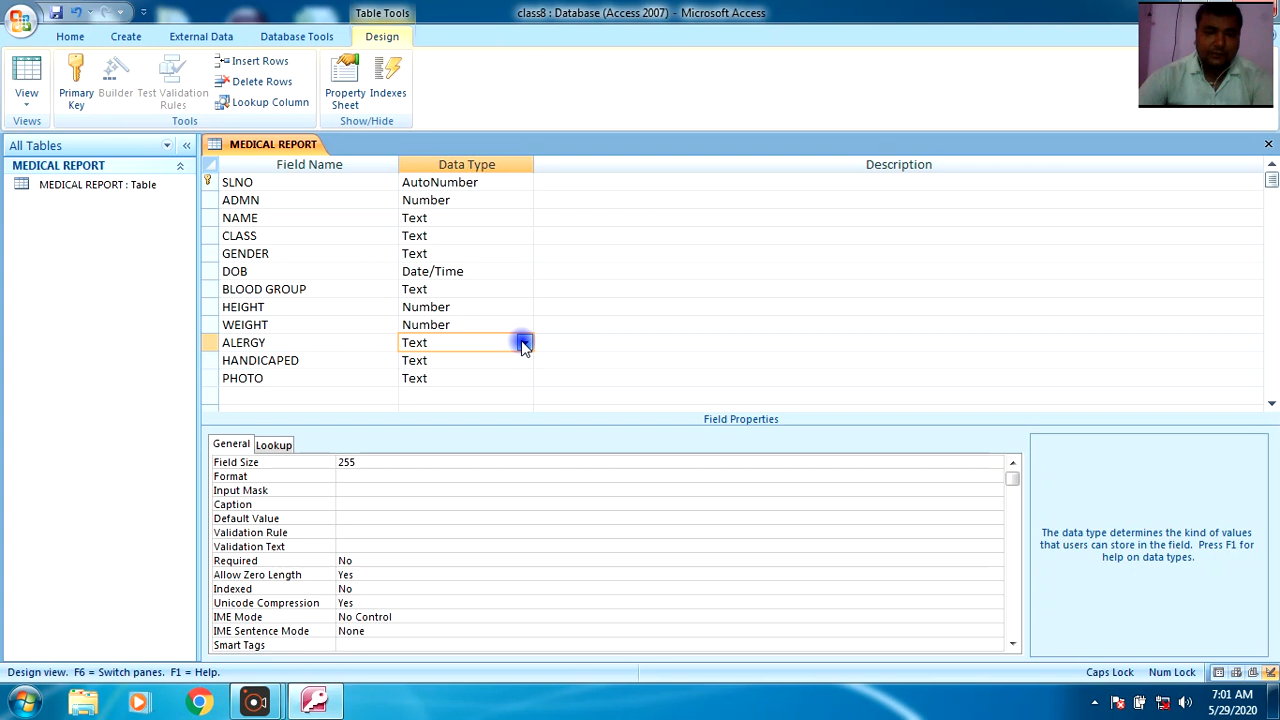 Table Tools
class8 : Database (Access 2007) - Microsoft Access
Home Create External Data Database Tools Design
View
Primary Key
Builder
Test Validation Rules
Insert Rows
Delete Rows
Lookup Column
Property Sheet
Indexes
Views Tools Show/Hide
All Tables
MEDICAL REPORT
MEDICAL REPORT : Table
MEDICAL REPORT
Field Name Data Type Description
SLNO AutoNumber
ADMN Number
NAME Text
CLASS Text
GENDER Text
DOB Date/Time
BLOOD GROUP Text
HEIGHT Number
WEIGHT Number
ALERGY Text
HANDICAPED Text
PHOTO Text
Field Properties
General Lookup
Field Size 255
Format
Input Mask
Caption
Default Value
Validation Rule
Validation Text
Required No
Allow Zero Length Yes
Indexed No
Unicode Compression Yes
IME Mode No Control
IME Sentence Mode None
Smart Tags
The data type determines the kind of values
that users can store in the field. Press F1 for
help on data types.
Design view. F6 = Switch panes. F1 = Help.
Caps Lock Num Lock
7:01 AM
5/29/2020